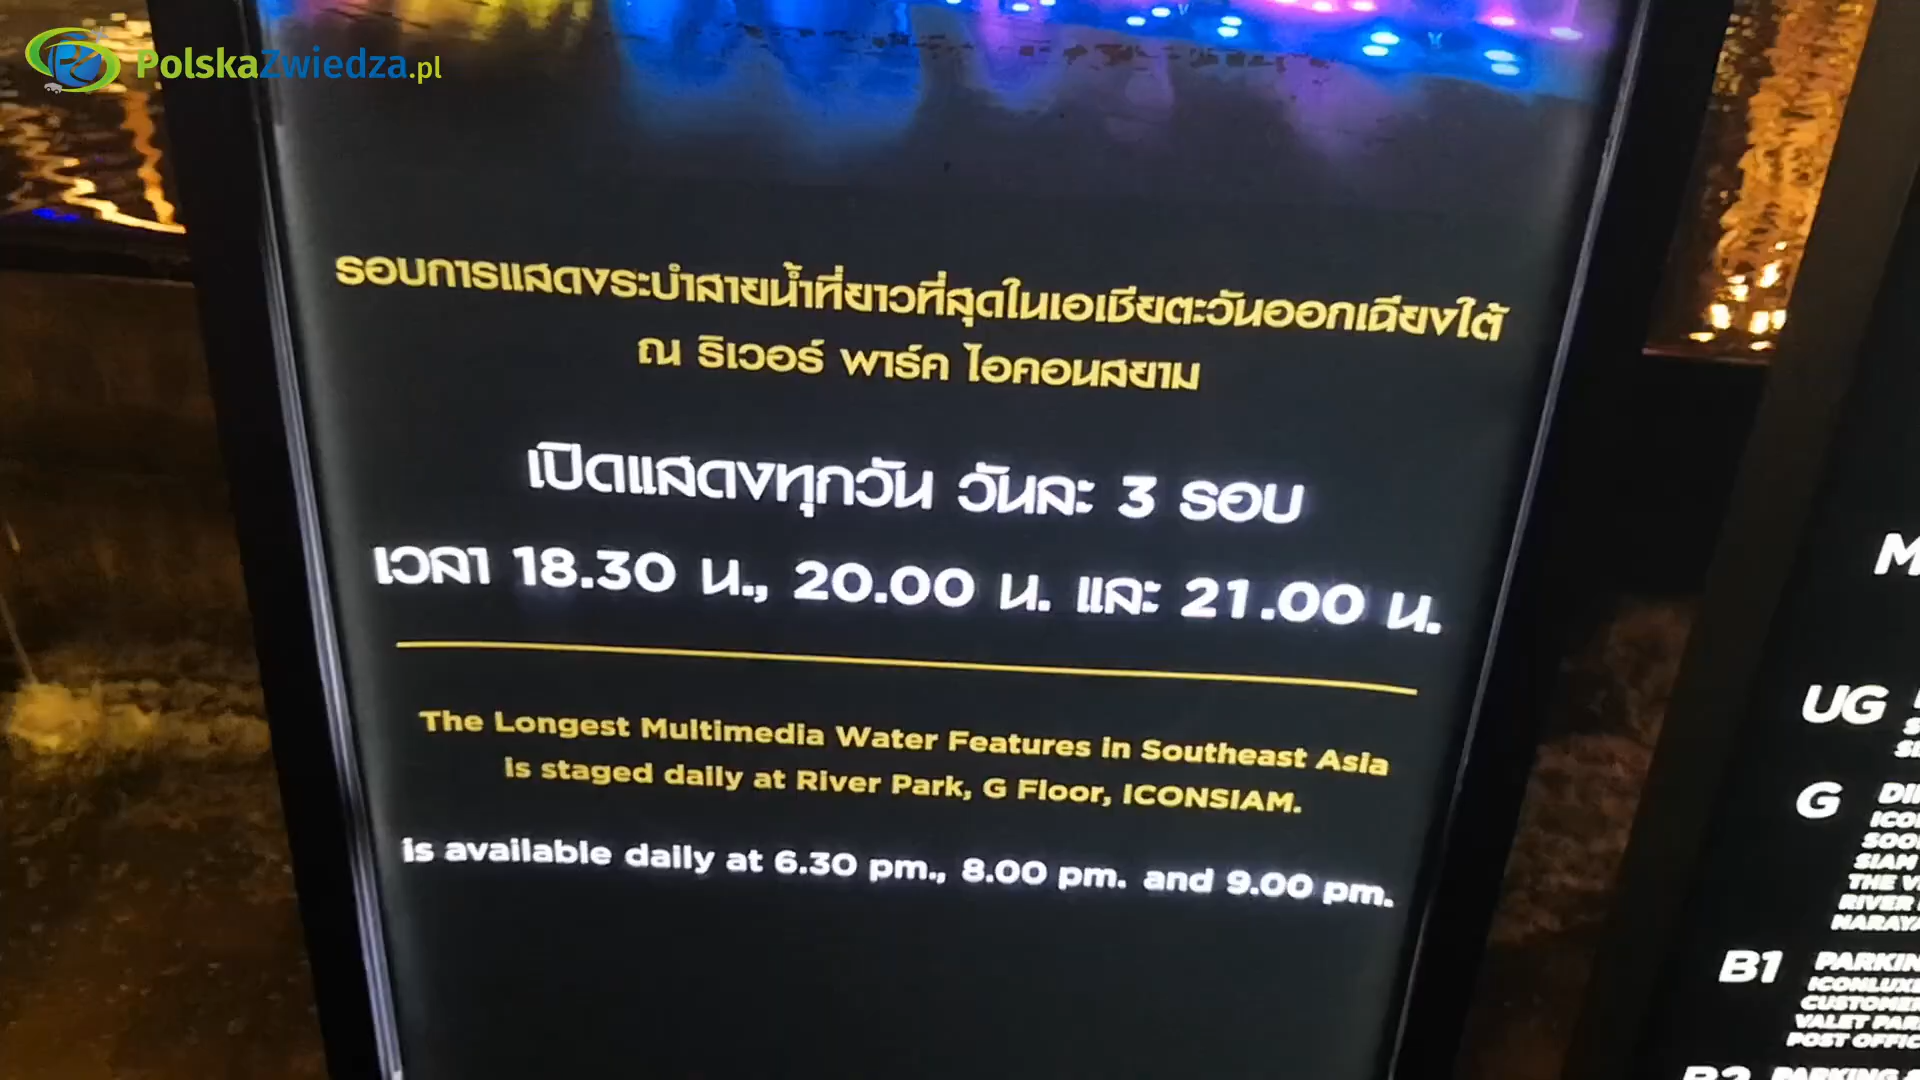 PolskaZwiedza.pl
รอบการแสดงระบำสายน้ำที่ยาวที่สุดในเอเชียตะวันออกเฉียงใต้
ณ ริเวอร์ พาร์ค ไอคอนสยาม
เปิดแสดงทุกวัน วันละ 3 รอบ
เวลา 18.30 น., 20.00 น. และ 21.00 น.
The Longest Multimedia Water Features in Southeast Asia
is staged daily at River Park, G Floor, ICONSIAM.
is available daily at 6.30 pm., 8.00 pm. and 9.00 pm.
UG
G
SIAM
THE
RIVER
B1
VALET
POST